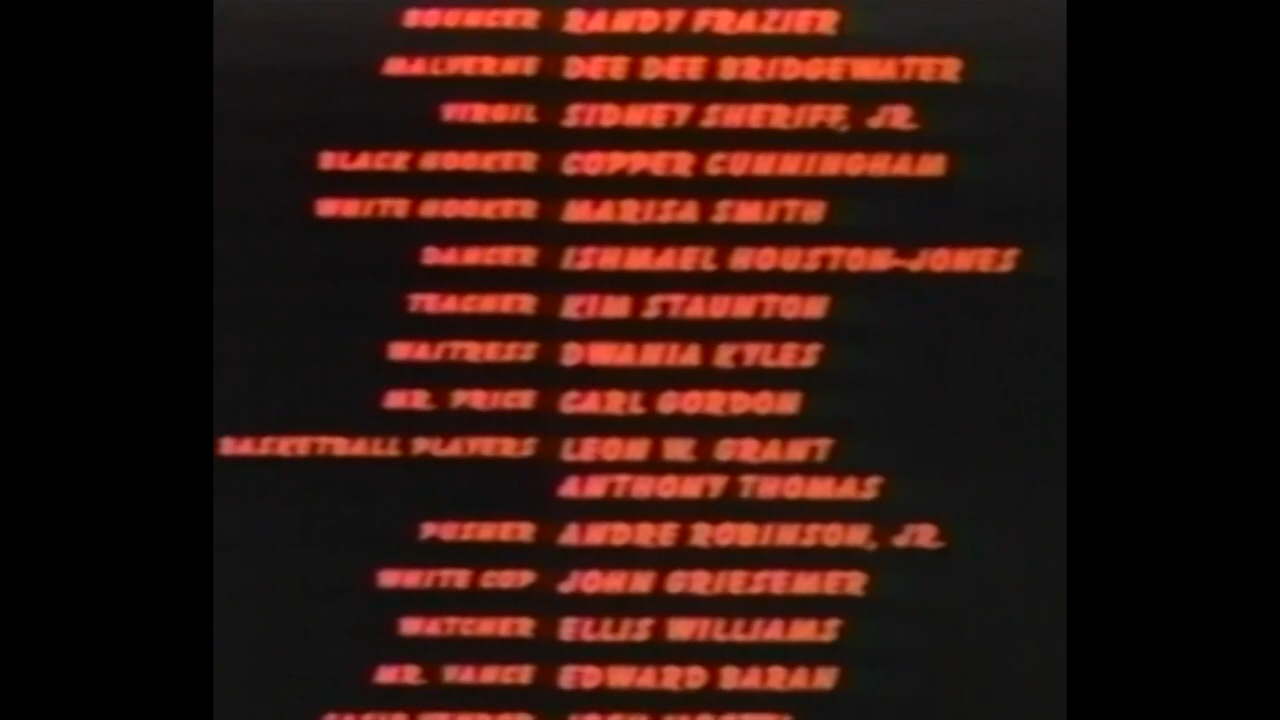 BOUNCER RANDY FRAZIER
MALVERNE DEE DEE BRIDGEWATER
VIRGIL SIDNEY SHERIFF, JR.
BLACK HOOKER COPPER CUNNINGHAM
WHITE HOOKER MARISA SMITH
DANCER ISHMAEL HOUSTON-JONES
TEACHER KIM STAUNTON
WAITRESS DWANIA KYLES
MR. PRICE CARL GORDON
BASKETBALL PLAYERS LEON W. GRANT
ANTHONY THOMAS
PUSHER ANDRE ROBINSON, JR.
WHITE COP JOHN GRIESEMER
WATCHER ELLIS WILLIAMS
MR. VANCE EDWARD BARAN